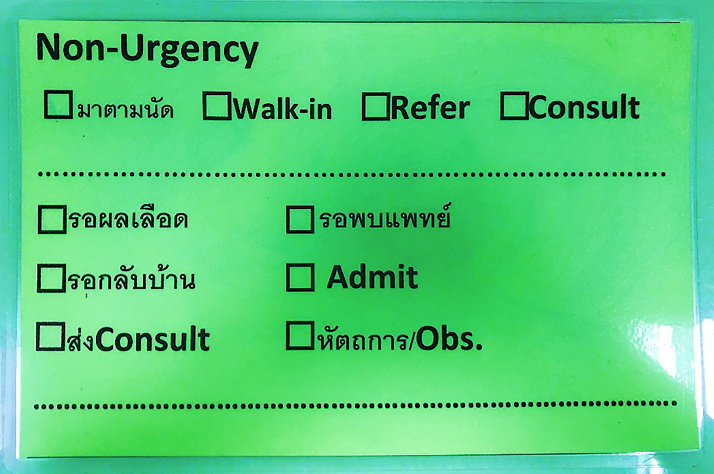 Non-Urgency
☐ มาตามนัด ☐ Walk-in ☐ Refer ☐ Consult
................................................................................
☐ รอผลเลือด ☐ รอพบแพทย์
☐ รอกลับบ้าน ☐ Admit
☐ ส่งConsult ☐ หัตถการ/Obs.
................................................................................